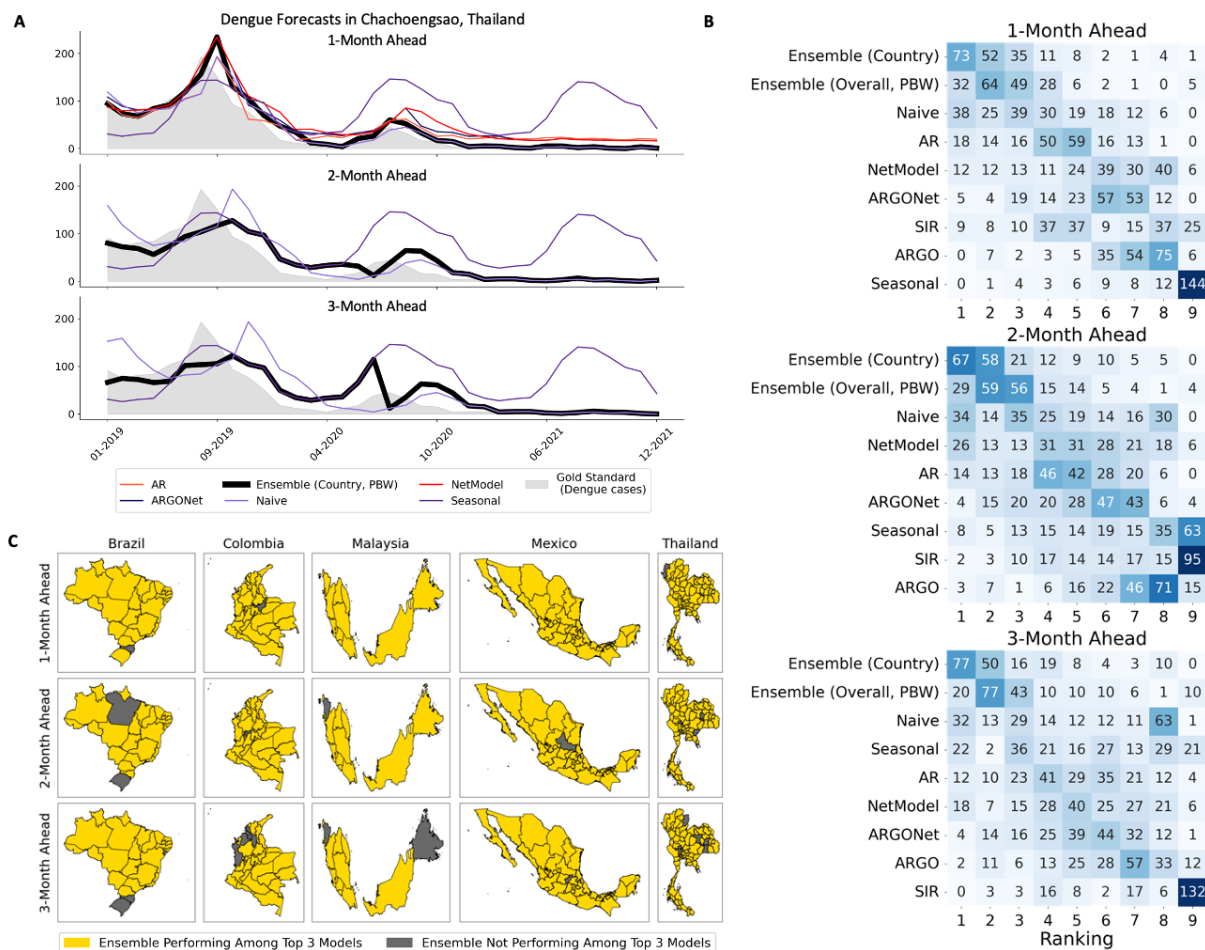 A
Dengue Forecasts in Chachoengsao, Thailand
1-Month Ahead
200
100
0
2-Month Ahead
200
100
0
3-Month Ahead
200
100
0
01-2019
09-2019
04-2020
10-2020
06-2021
12-2021
AR
Ensemble (Country, PBW)
NetModel
Gold Standard
(Dengue cases)
ARGONet
Naive
Seasonal
B
1-Month Ahead
Ensemble (Country) 73 52 35 11 8 2 1 4 1
Ensemble (Overall, PBW) 32 64 49 28 6 2 1 0 5
Naive 38 25 39 30 19 18 12 6 0
AR 18 14 16 50 59 16 13 1 0
NetModel 12 12 13 11 24 39 30 40 6
ARGONet 5 4 19 14 23 57 53 12 0
SIR 9 8 10 37 37 9 15 37 25
ARGO 0 7 2 3 5 35 54 75 6
Seasonal 0 1 4 3 6 9 8 12 144
1 2 3 4 5 6 7 8 9
2-Month Ahead
Ensemble (Country) 67 58 21 12 9 10 5 5 0
Ensemble (Overall, PBW) 29 59 56 15 14 5 4 1 4
Naive 34 14 35 25 19 14 16 30 0
NetModel 26 13 13 31 31 28 21 18 6
AR 14 13 18 46 42 28 20 6 0
ARGONet 4 15 20 20 28 47 43 6 4
Seasonal 8 5 13 15 14 19 15 35 63
SIR 2 3 10 17 14 14 17 15 95
ARGO 3 7 1 6 16 22 46 71 15
1 2 3 4 5 6 7 8 9
3-Month Ahead
Ensemble (Country) 77 50 16 19 8 4 3 10 0
Ensemble (Overall, PBW) 20 77 43 10 10 10 6 1 10
Naive 32 13 29 14 12 12 11 63 1
Seasonal 22 2 36 21 16 27 13 29 21
AR 12 10 23 41 29 35 21 12 4
NetModel 18 7 15 28 40 25 27 21 6
ARGONet 4 14 16 25 39 44 32 12 1
ARGO 2 11 6 13 25 28 57 33 12
SIR 0 3 3 16 8 2 17 6 132
1 2 3 4 5 6 7 8 9
Ranking
C
Brazil
Colombia
Malaysia
Mexico
Thailand
1-Month Ahead
2-Month Ahead
3-Month Ahead
Ensemble Performing Among Top 3 Models
Ensemble Not Performing Among Top 3 Models